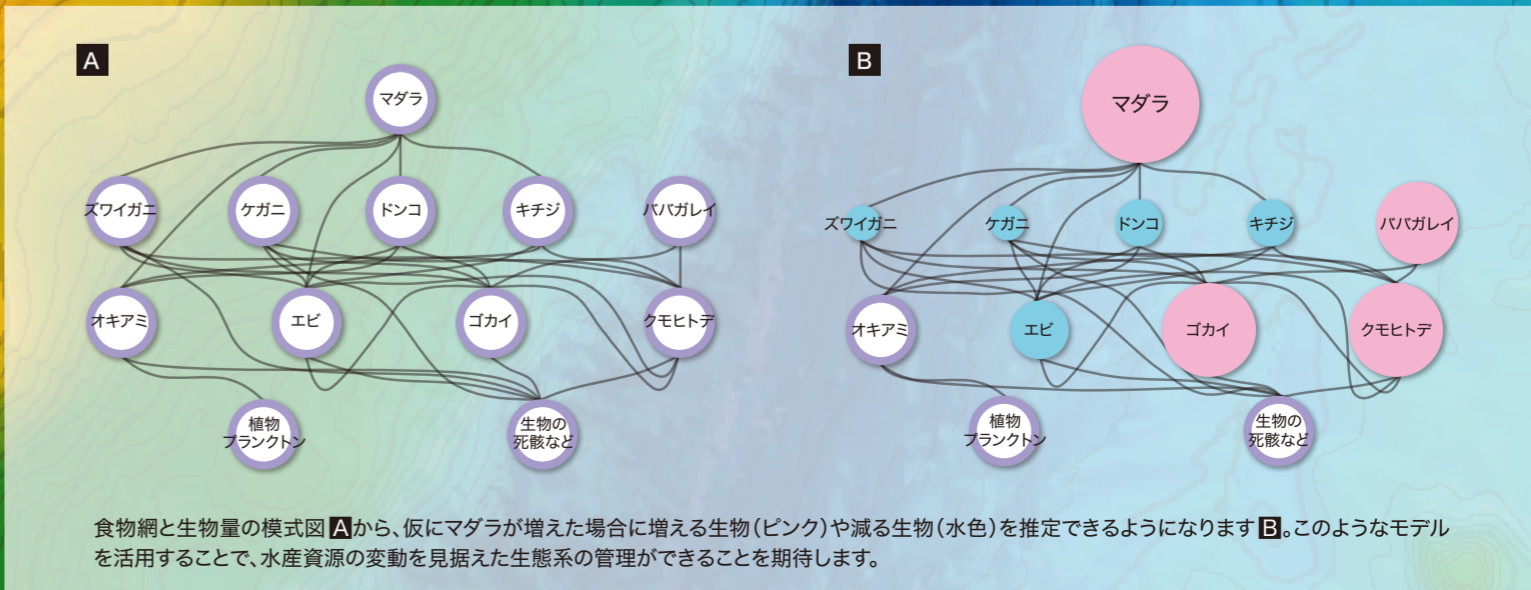 A
マダラ
ズワイガニ
ケガニ
ドンコ
キチジ
ババガレイ
オキアミ
エビ
ゴカイ
クモヒトデ
植物
プランクトン
生物の
死骸など
B
マダラ
ズワイガニ
ケガニ
ドンコ
キチジ
ババガレイ
オキアミ
エビ
ゴカイ
クモヒトデ
植物
プランクトン
生物の
死骸など
食物網と生物量の模式図Aから、仮にマダラが増えた場合に増える生物(ピンク)や減る生物(水色)を推定できるようになりますB。このようなモデル
を活用することで、水産資源の変動を見据えた生態系の管理ができることを期待します。